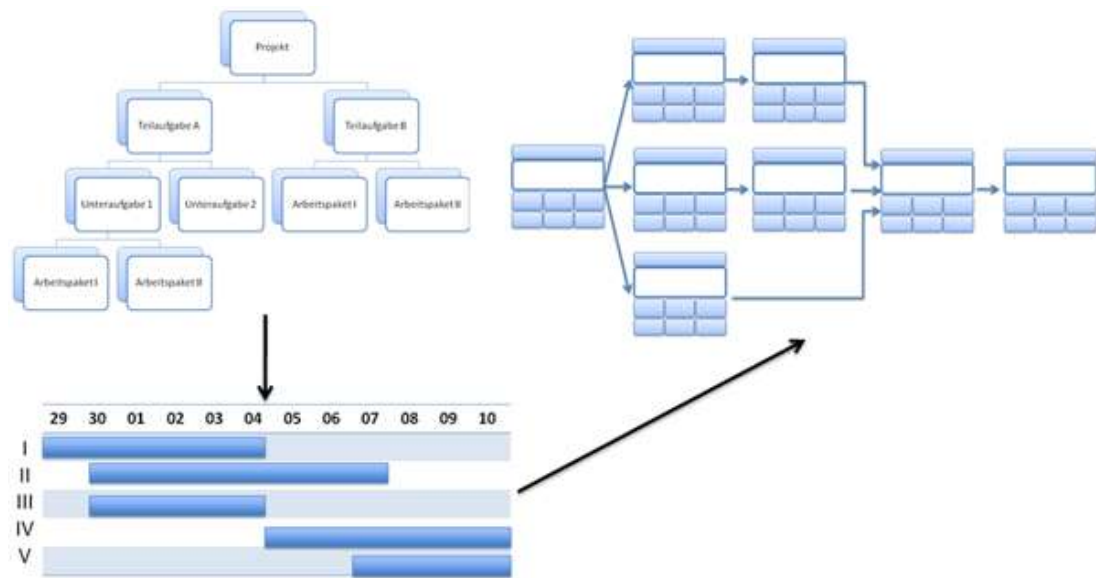 Projekt
Teilaufgabe A
Teilaufgabe B
Unteraufgabe 1
Unteraufgabe 2
Arbeitspaket I
Arbeitspaket II
Arbeitspaket I
Arbeitspaket II
29 30 01 02 03 04 05 06 07 08 09 10
I
II
III
IV
V